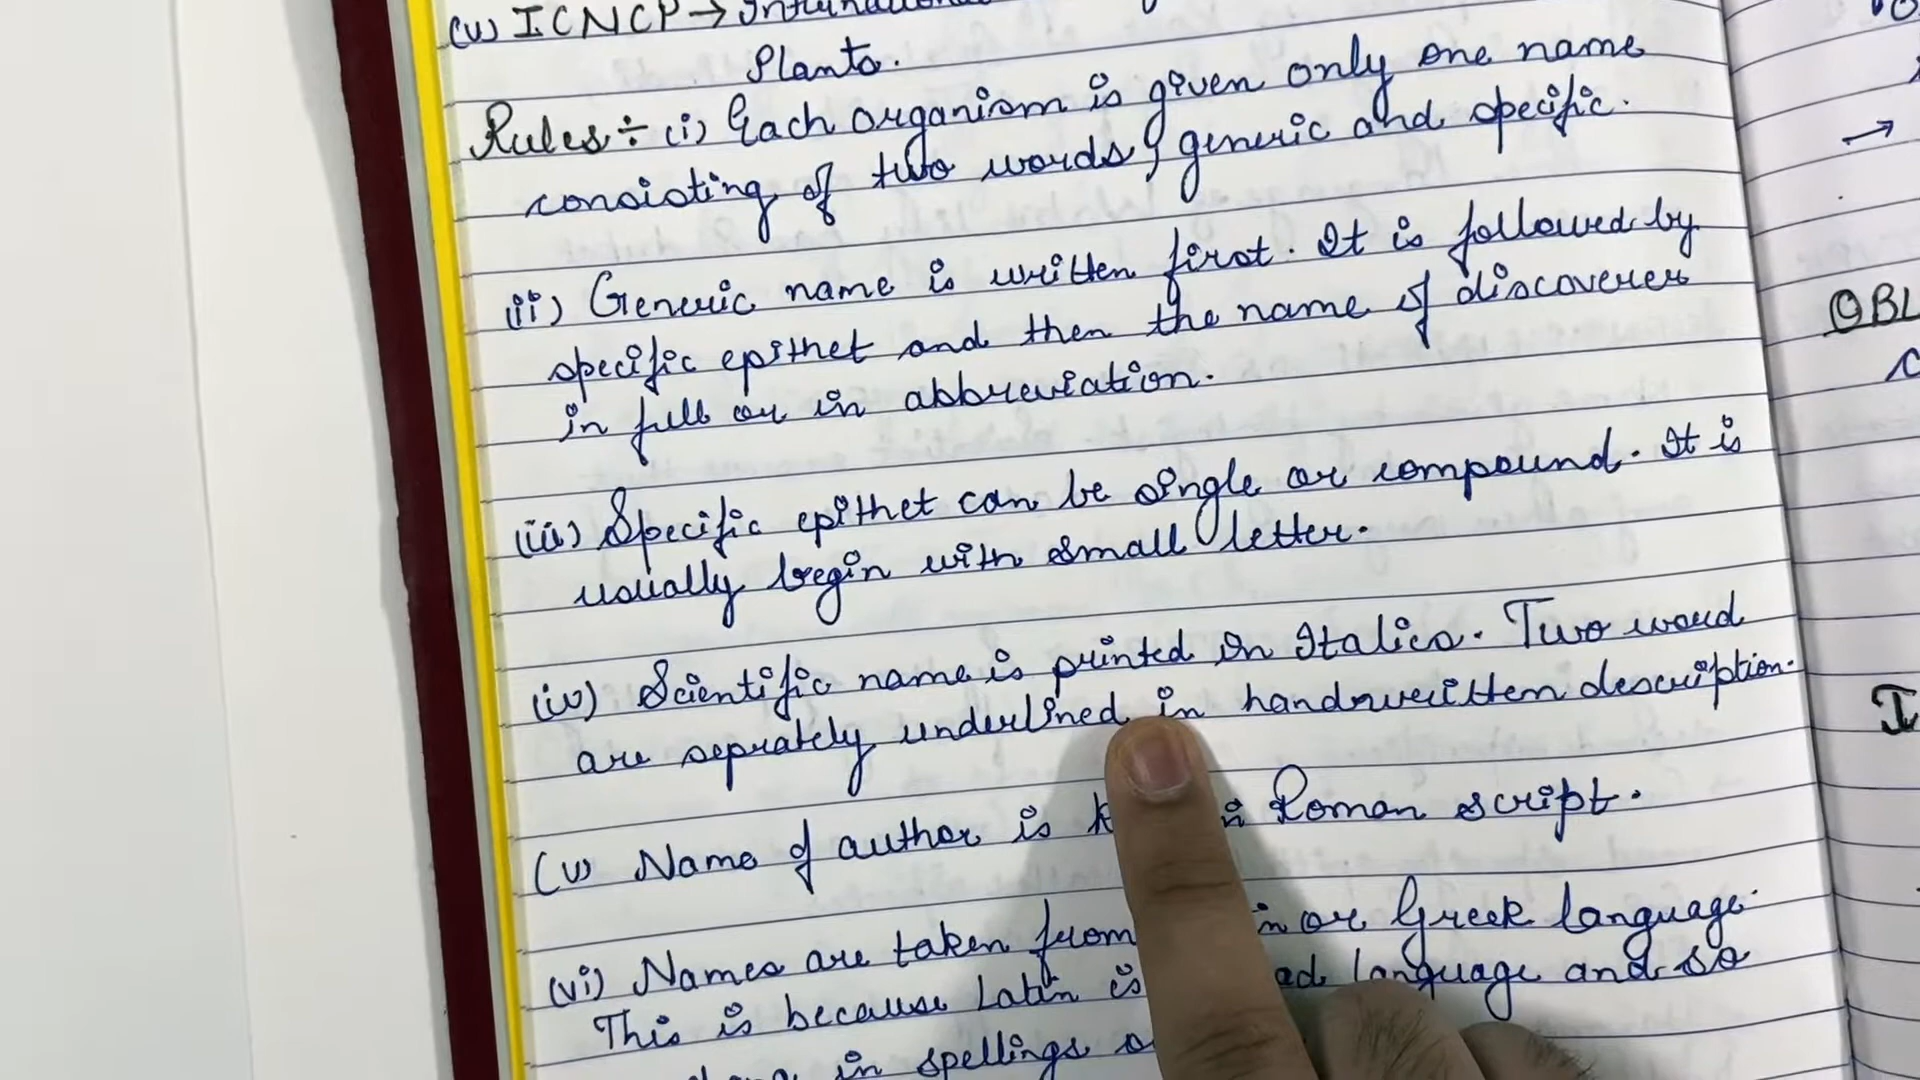 (v) ICNCP → International
Plants.
Rules ÷ (i) Each organism is given only one name
consisting of two words, generic and specific.
(ii) Generic name is written first. It is followed by
specific epithet and then the name of discoverer
in full or in abbreviation.
(iii) Specific epithet can be single or compound. It is
usually begin with small letter.
(iv) Scientific name is printed in Italics. Two word
are seprately underlined in handwritten description.
(v) Name of author is Roman script.
(vi) Names are taken from or Greek language.
This is because Latin is language and so
in spellings
OBL